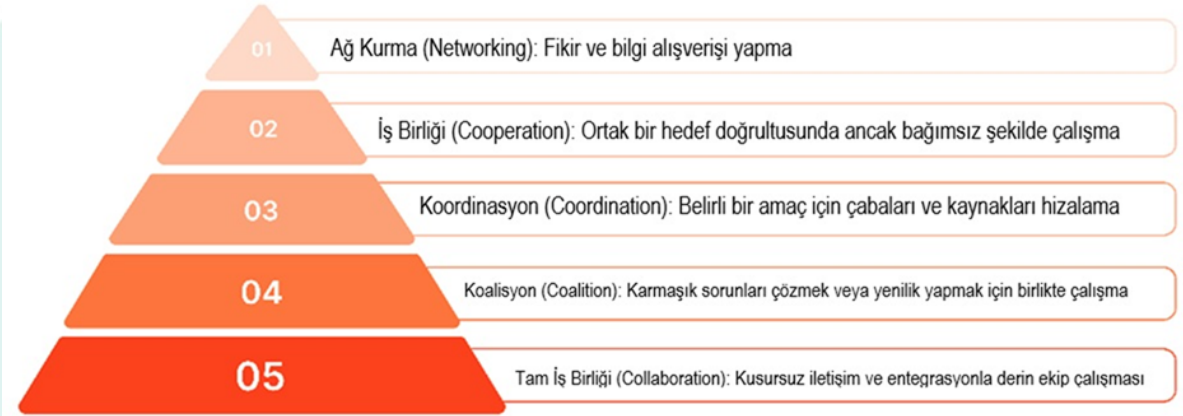 01
Ağ Kurma (Networking): Fikir ve bilgi alışverişi yapma
02
İş Birliği (Cooperation): Ortak bir hedef doğrultusunda ancak bağımsız şekilde çalışma
03
Koordinasyon (Coordination): Belirli bir amaç için çabaları ve kaynakları hizalama
04
Koalisyon (Coalition): Karmaşık sorunları çözmek veya yenilik yapmak için birlikte çalışma
05
Tam İş Birliği (Collaboration): Kusursuz iletişim ve entegrasyonla derin ekip çalışması